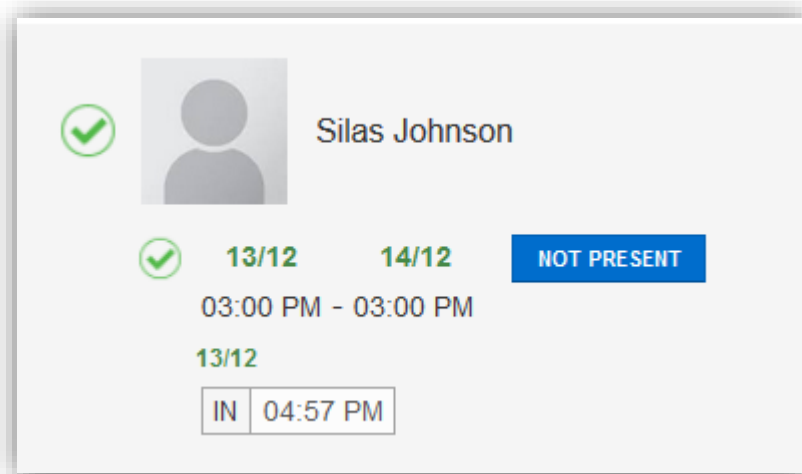 Silas Johnson
13/12 14/12 NOT PRESENT
03:00 PM - 03:00 PM
13/12
IN 04:57 PM